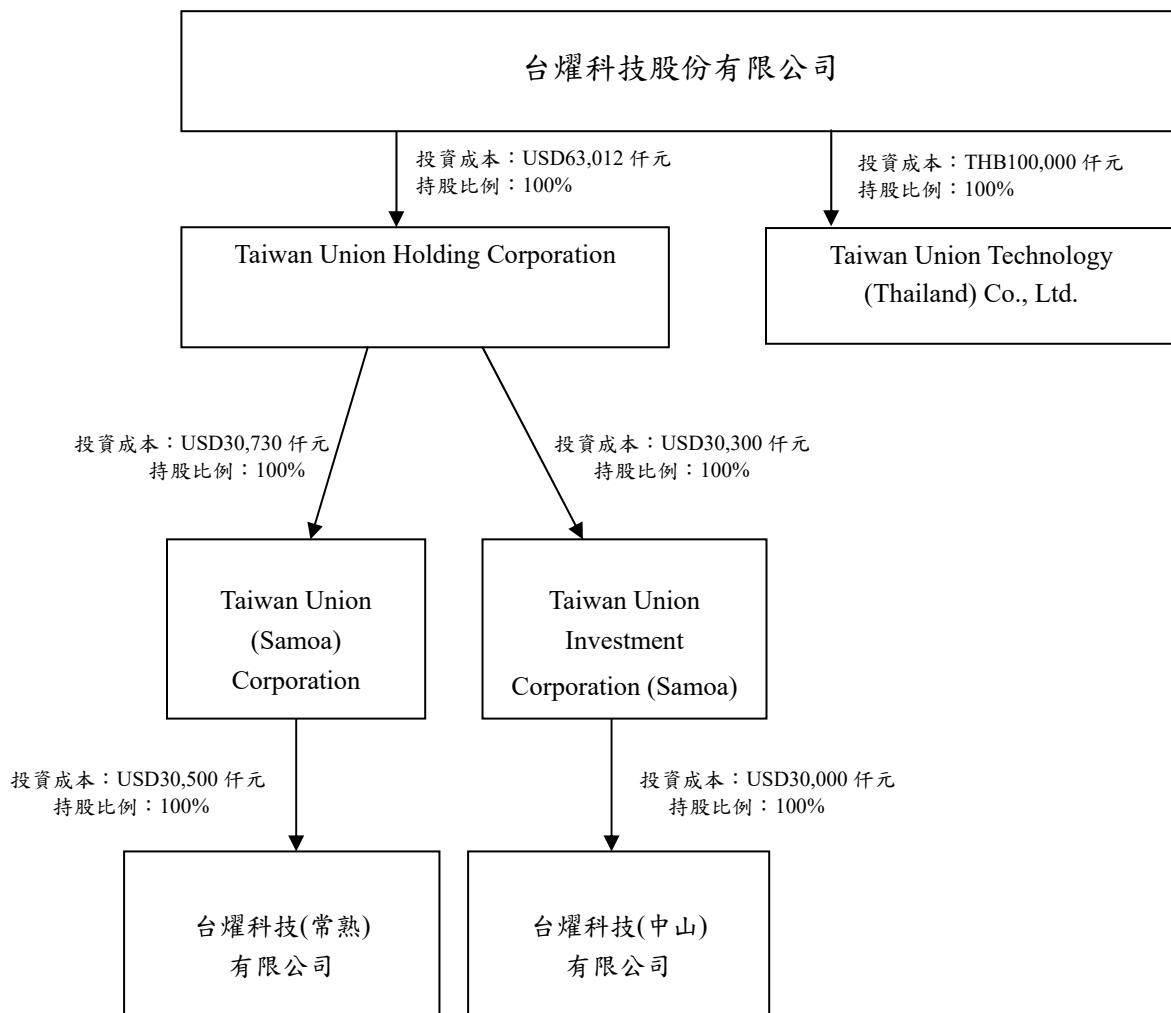 台燿科技股份有限公司
投資成本：USD63,012 仟元
持股比例：100%
投資成本：THB100,000 仟元
持股比例：100%
Taiwan Union Holding Corporation
Taiwan Union Technology
(Thailand) Co., Ltd.
投資成本：USD30,730 仟元
持股比例：100%
投資成本：USD30,300 仟元
持股比例：100%
Taiwan Union
(Samoa)
Corporation
Taiwan Union
Investment
Corporation (Samoa)
投資成本：USD30,500 仟元
持股比例：100%
投資成本：USD30,000 仟元
持股比例：100%
台燿科技(常熟)
有限公司
台燿科技(中山)
有限公司